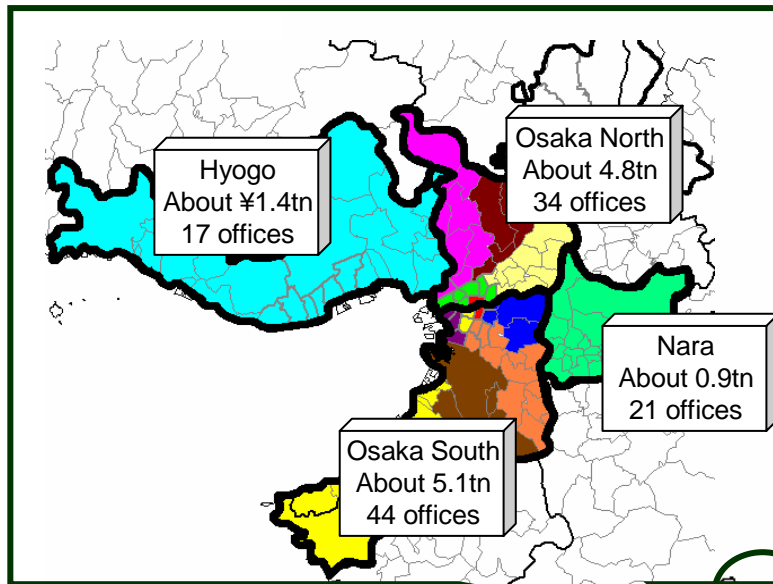 Hyogo
About ¥1.4tn
17 offices
Osaka North
About 4.8tn
34 offices
Nara
About 0.9tn
21 offices
Osaka South
About 5.1tn
44 offices